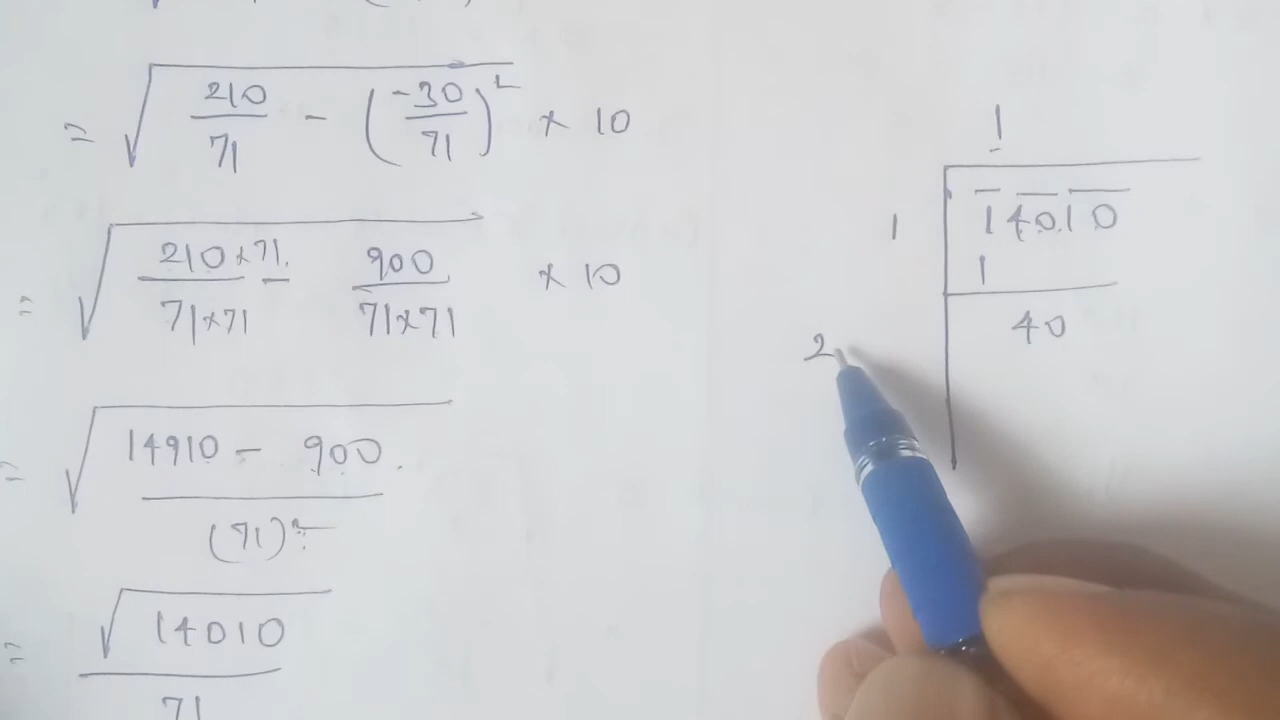 = √ 210/71 - (-30/71)² × 10
= √ 210×71/71×71 - 900/71×71 × 10
= √ 14910 - 900/(71)²
= √14010/71
1
1 14010
1
40
2